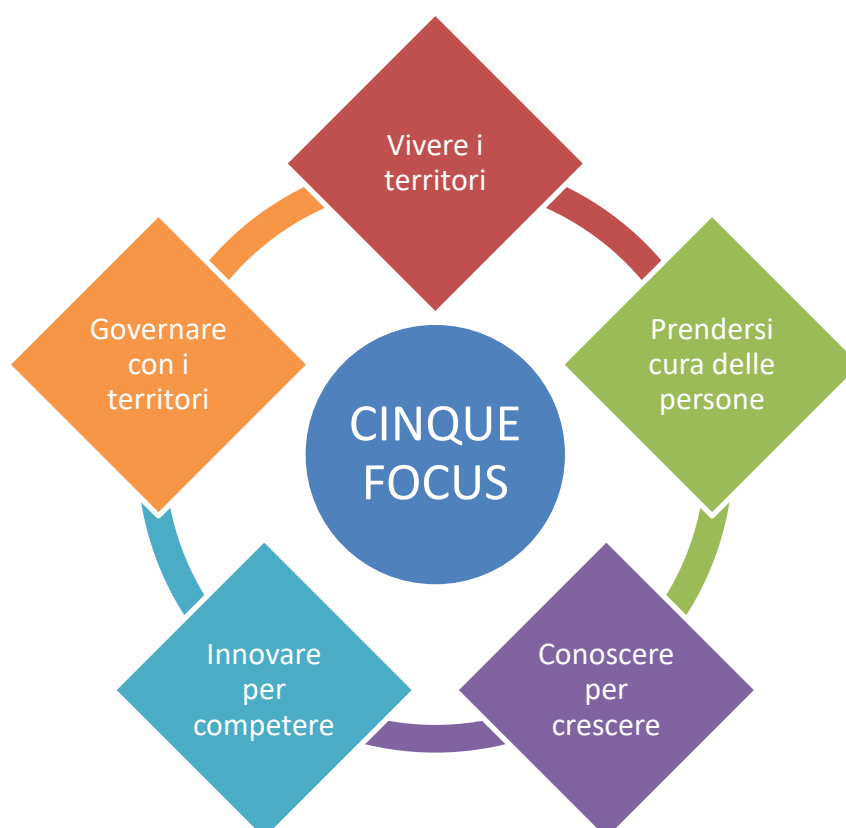 Vivere i
territori
Prendersi
cura delle
persone
Conoscere
per
crescere
Innovare
per
competere
Governare
con i
territori
CINQUE
FOCUS